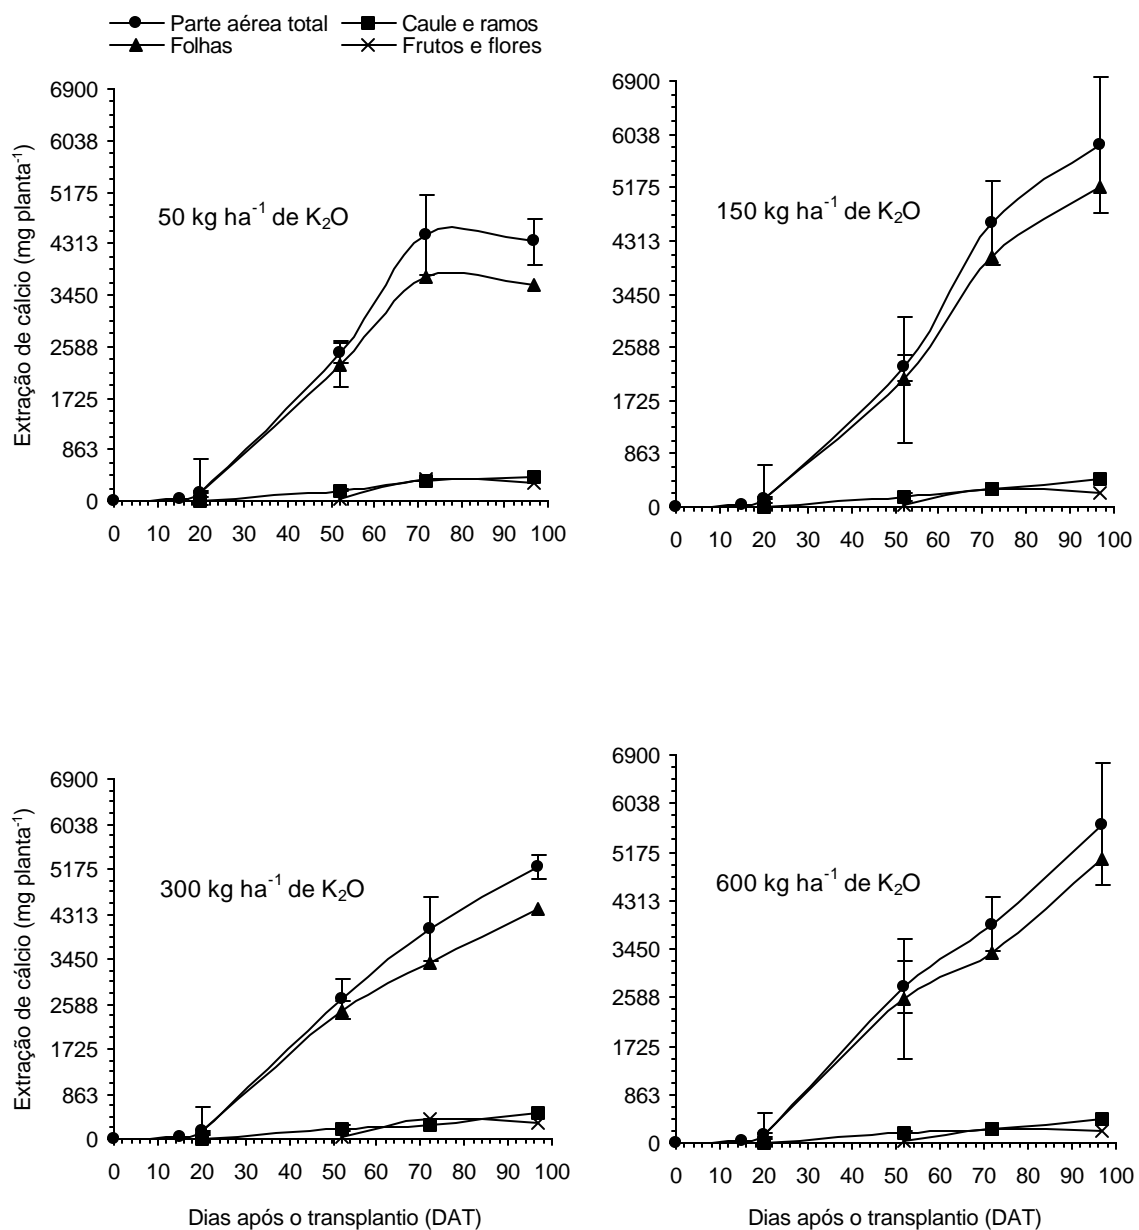 Parte aérea total
Caule e ramos
Folhas
Frutos e flores
Extração de cálcio (mg planta⁻¹)
6900
6038
5175
4313
3450
2588
1725
863
0
50 kg ha⁻¹ de K₂O
0 10 20 30 40 50 60 70 80 90 100
6900
6038
5175
4313
3450
2588
1725
863
0
150 kg ha⁻¹ de K₂O
0 10 20 30 40 50 60 70 80 90 100
Extração de cálcio (mg planta⁻¹)
6900
6038
5175
4313
3450
2588
1725
863
0
300 kg ha⁻¹ de K₂O
0 10 20 30 40 50 60 70 80 90 100
Dias após o transplantio (DAT)
6900
6038
5175
4313
3450
2588
1725
863
0
600 kg ha⁻¹ de K₂O
0 10 20 30 40 50 60 70 80 90 100
Dias após o transplantio (DAT)